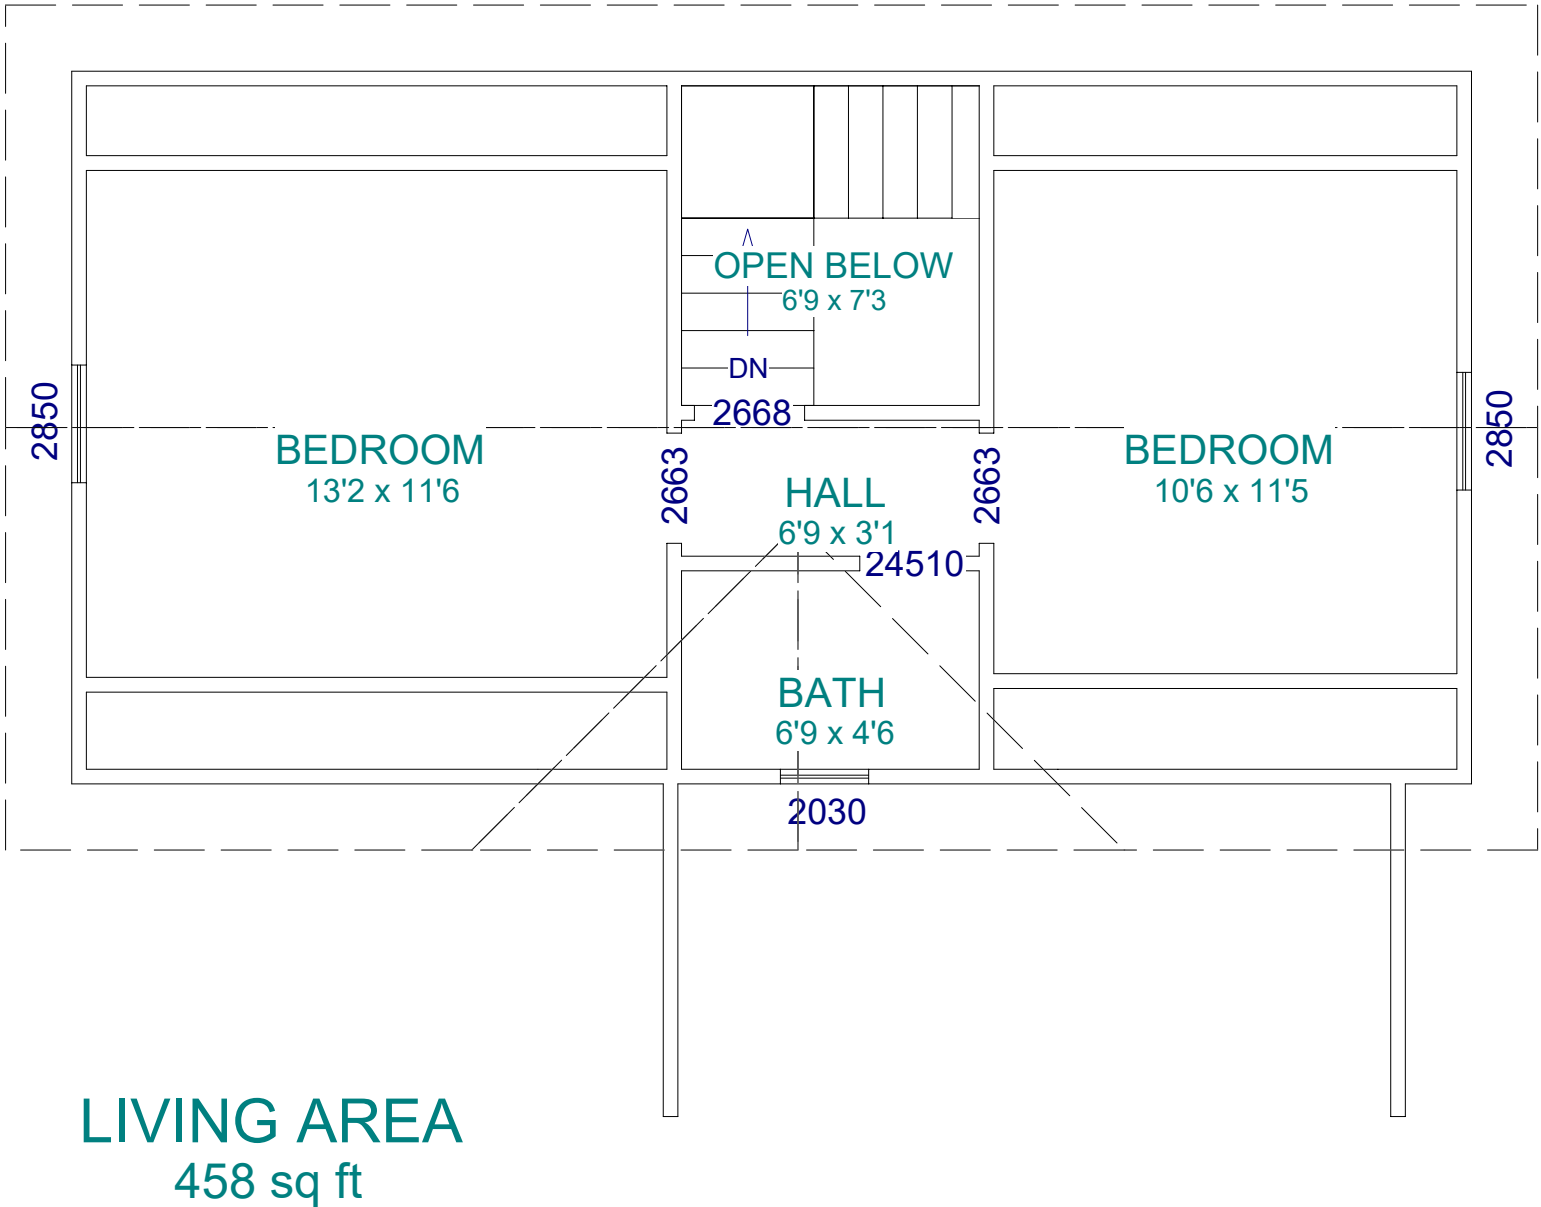 OPEN BELOW
6'9 x 7'3
DN
2668
2850
BEDROOM
13'2 x 11'6
2663
HALL
6'9 x 3'1
2663
BEDROOM
10'6 x 11'5
2850
24510
BATH
6'9 x 4'6
2030
LIVING AREA
458 sq ft